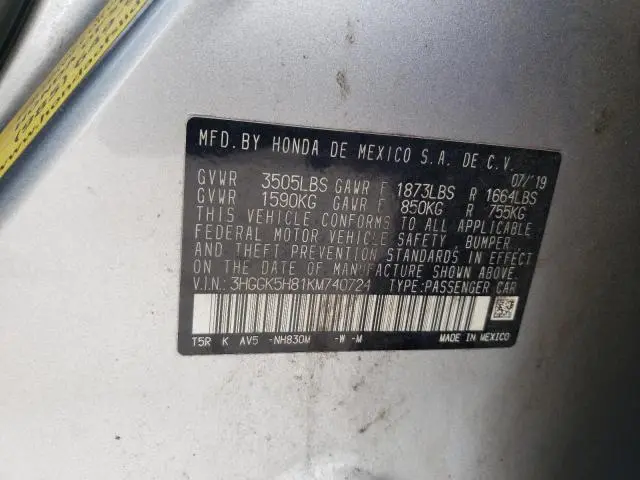 MFD.BY HONDA DE MEXICO S.A. DE C.V.
07/'19
GVWR 3505LBS GAWR F 1873LBS R 1664LBS
GVWR 1590KG GAWR F 850KG R 755KG
THIS VEHICLE CONFORMS TO ALL APPLICABLE
FEDERAL MOTOR VEHICLE SAFETY, BUMPER
AND THEFT PREVENTION STANDARDS IN EFFECT
ON THE DATE OF MANUFACTURE SHOWN ABOVE.
V.I.N: 3HGGK5H81KM740724 TYPE:PASSENGER CAR
T5R K AV5 -NH830M -W -M MADE IN MEXICO